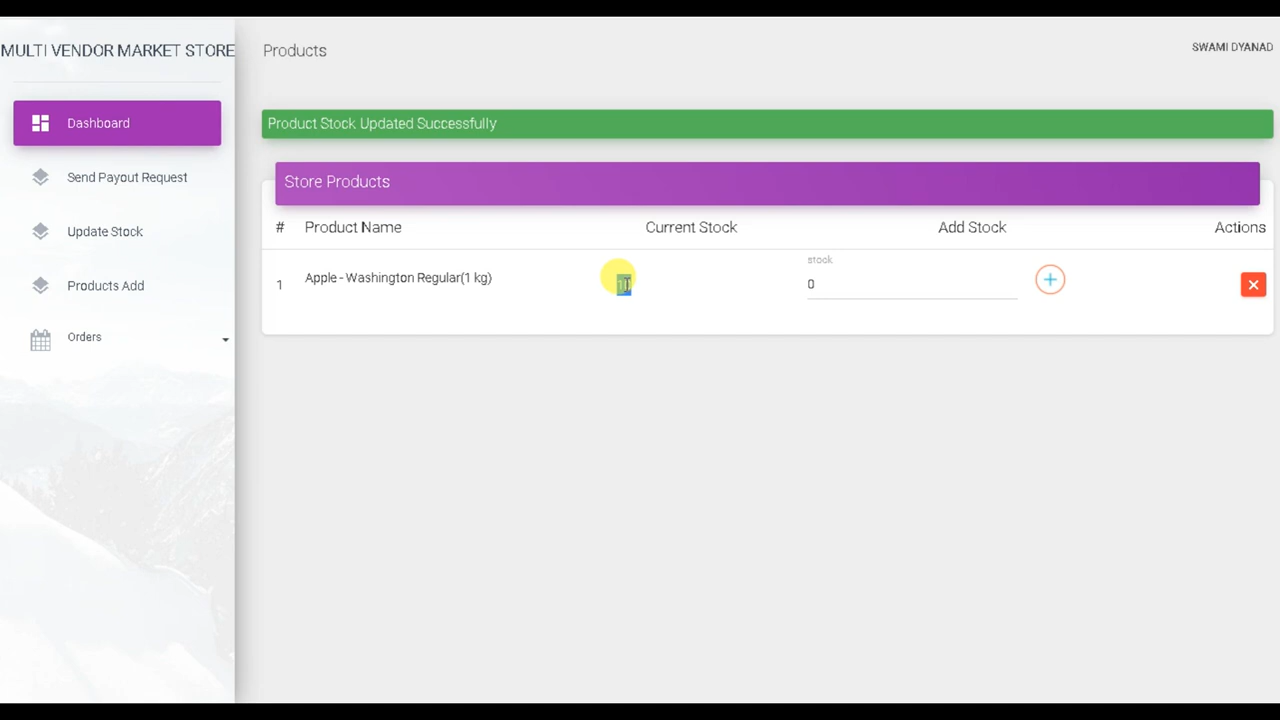 MULTI VENDOR MARKET STORE
Products
SWAMI DYANAD
Dashboard
Send Payout Request
Update Stock
Products Add
Orders
Product Stock Updated Successfully
Store Products
# Product Name Current Stock Add Stock Actions
stock
1 Apple - Washington Regular(1 kg) 0